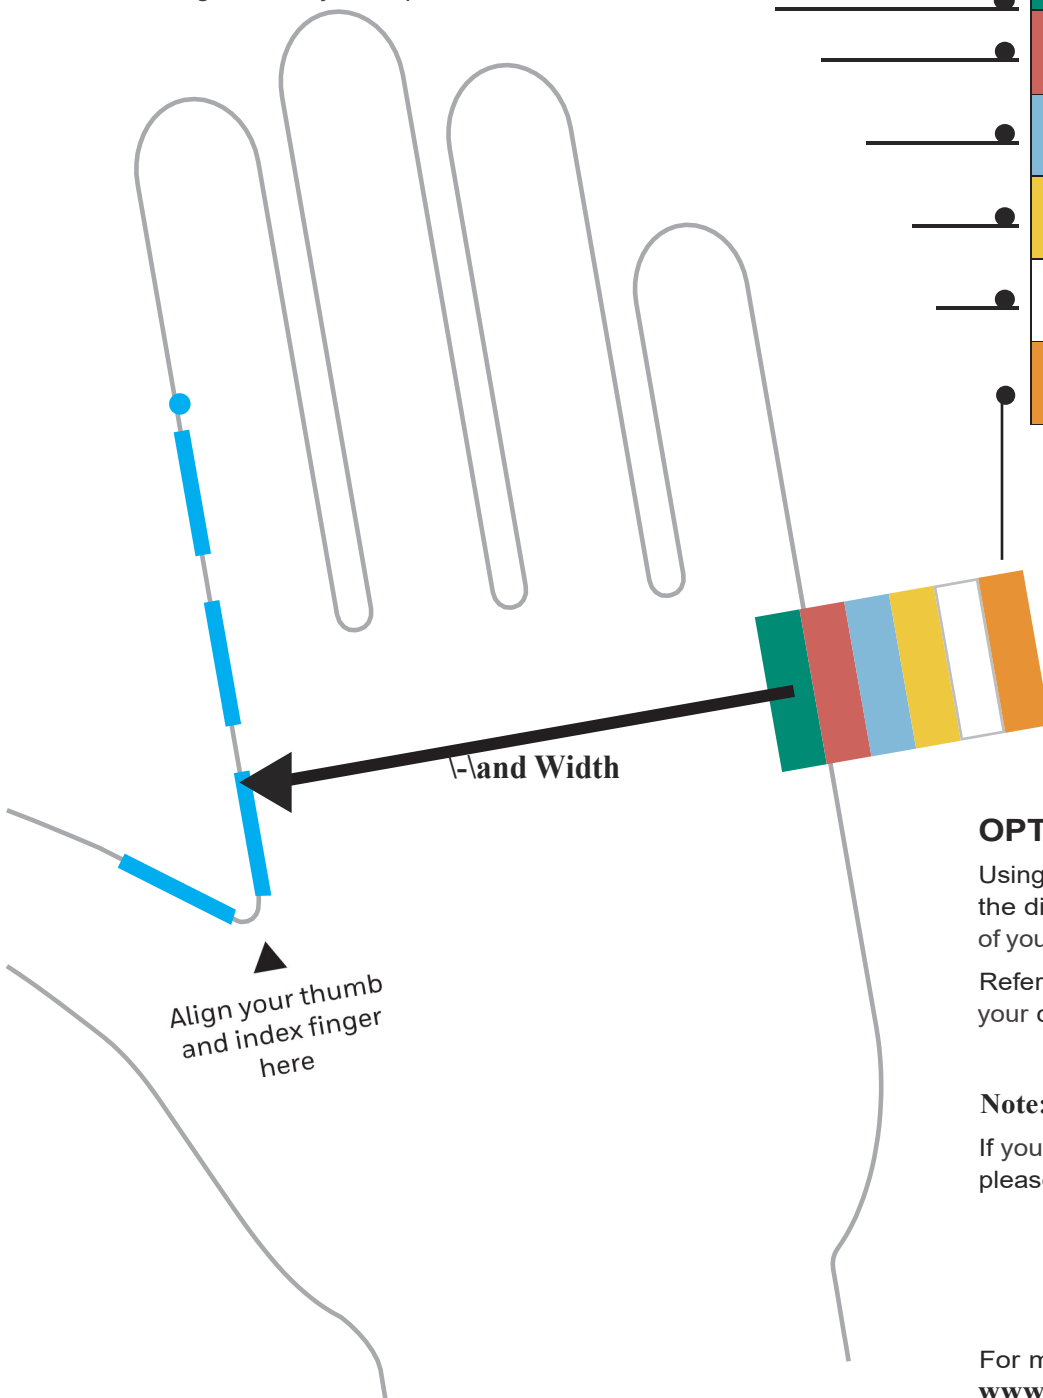 \-\and Width
Align your thumb
and index finger
here
OPT
Using
the di
of you
Refer
your
Note:
If you
please
For m
www